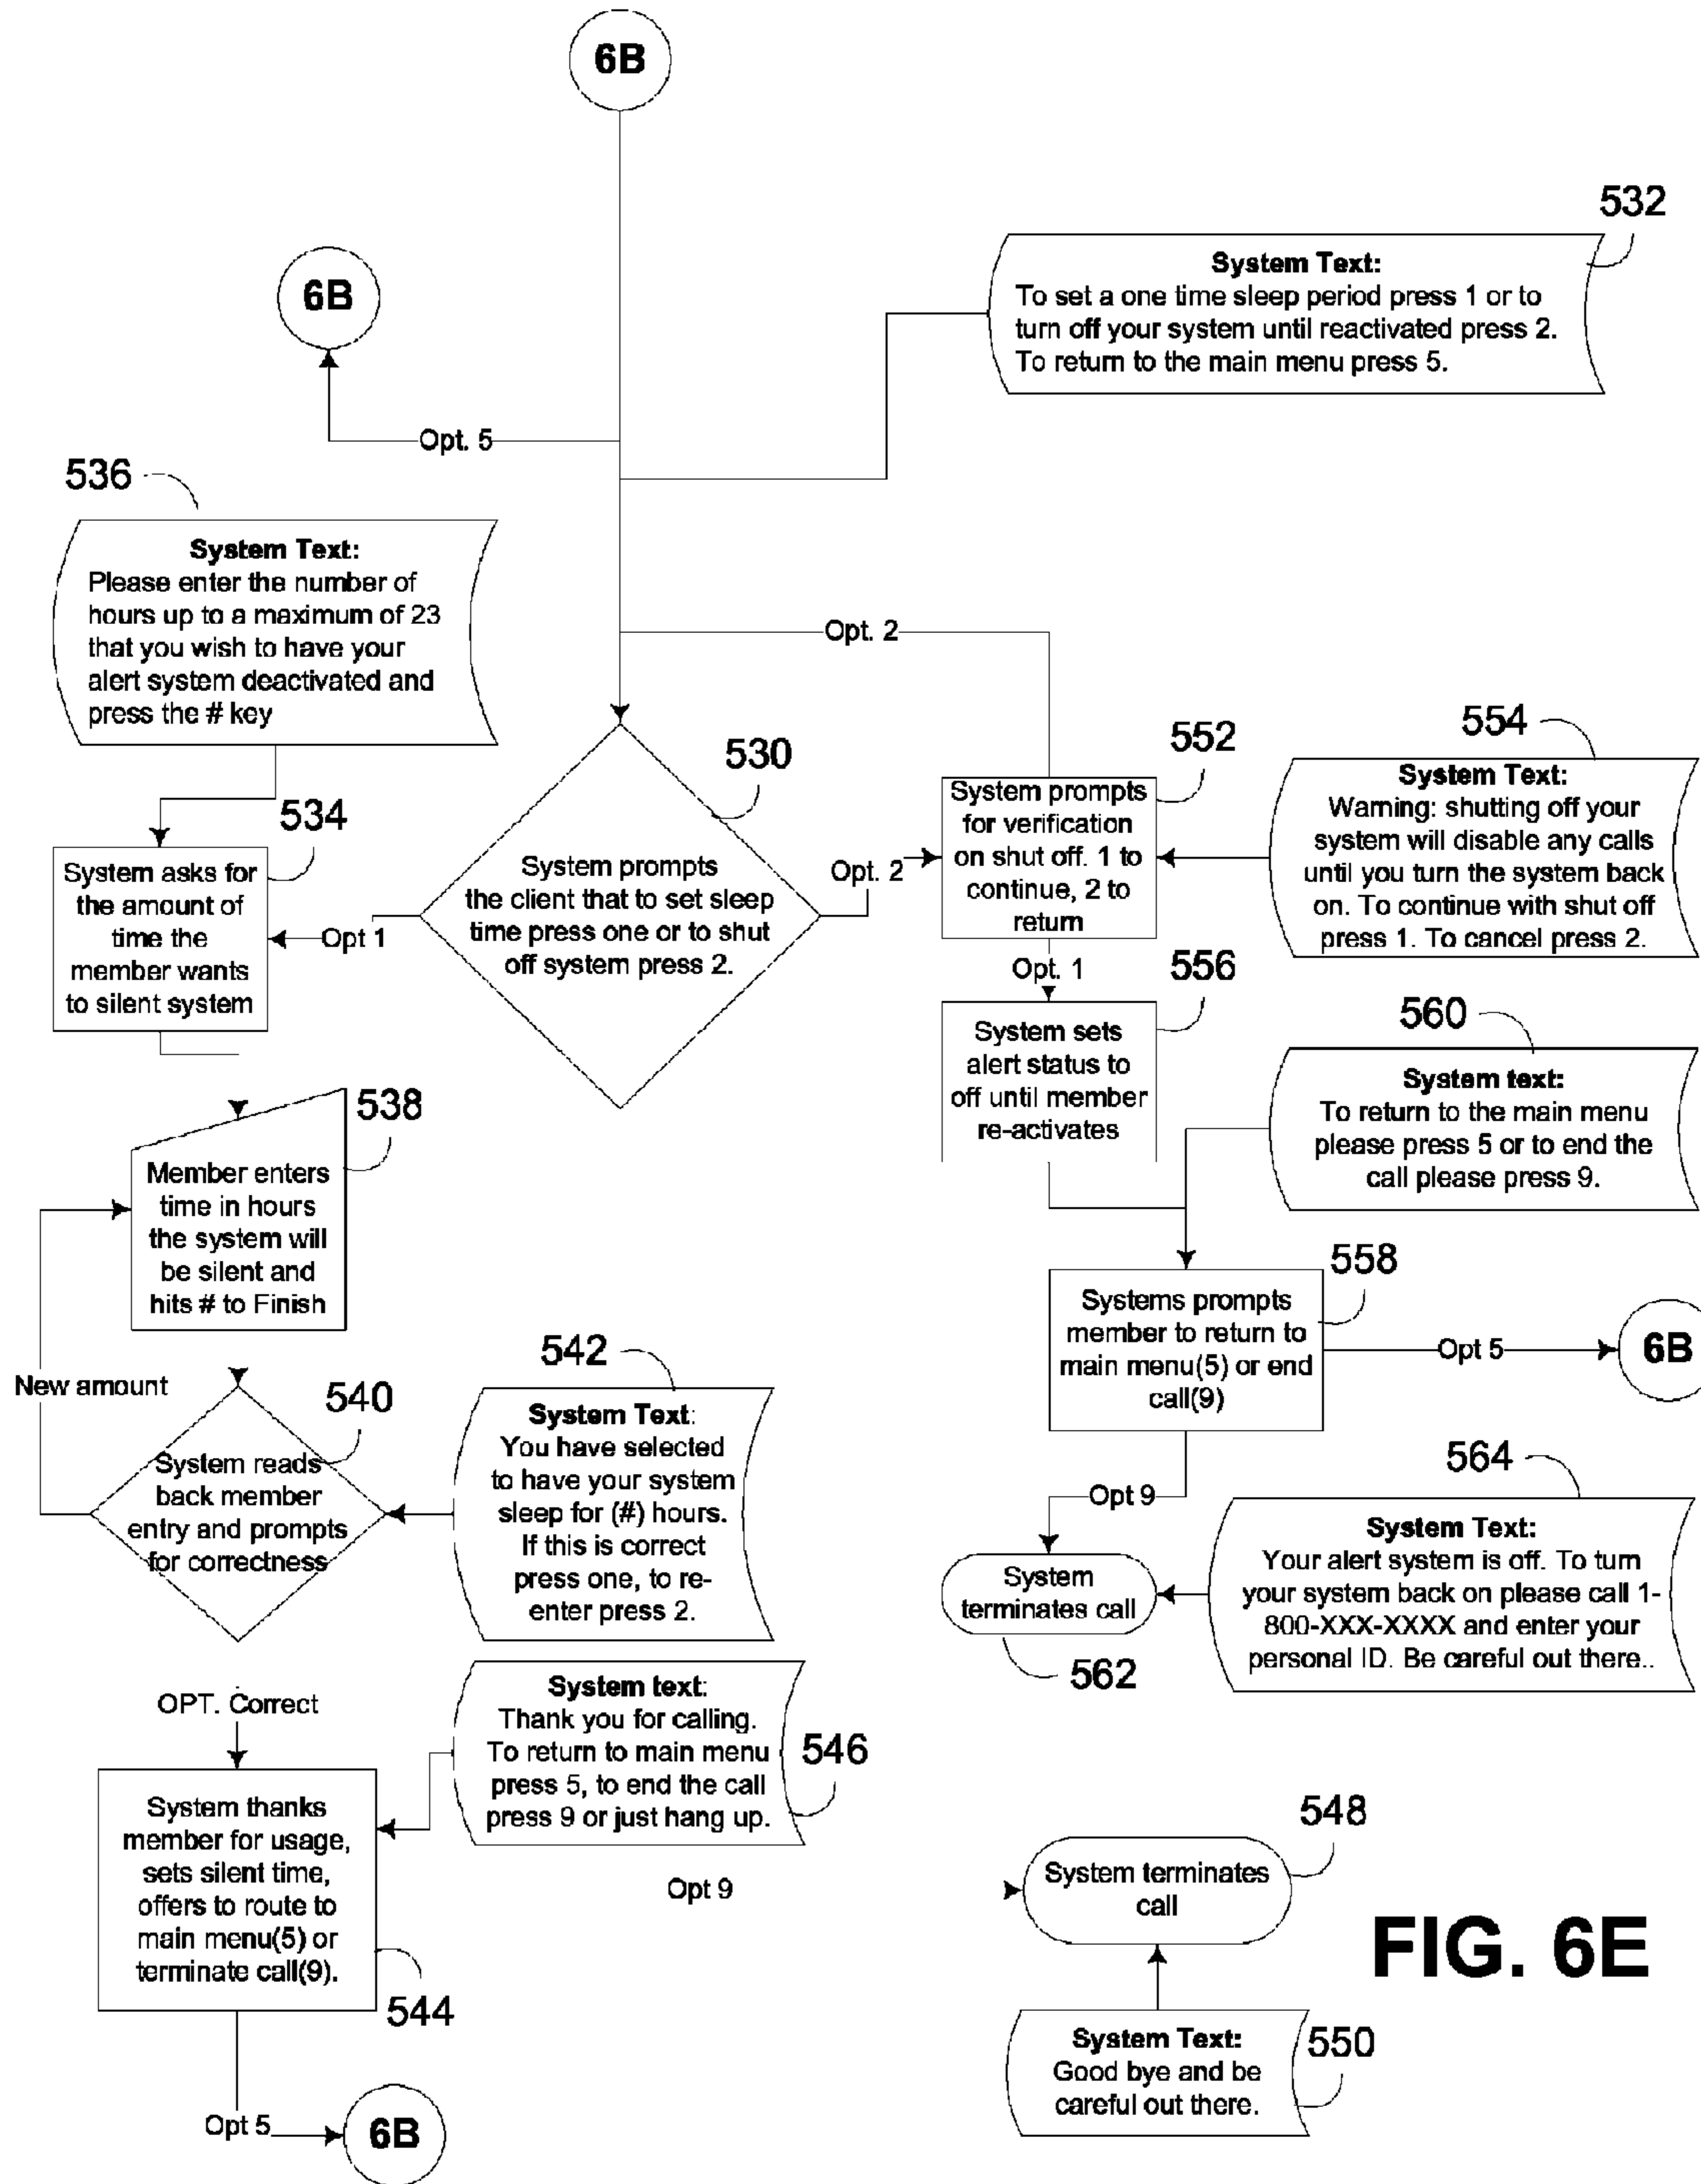 6B
532
System Text:
To set a one time sleep period press 1 or to
turn off your system until reactivated press 2.
To return to the main menu press 5.
6B
Opt. 5
536
System Text:
Please enter the number of
hours up to a maximum of 23
that you wish to have your
alert system deactivated and
press the # key
Opt. 2
530
System prompts
the client that to set sleep
time press one or to shut
off system press 2.
534
System asks for
the amount of
time the
member wants
to silent system
Opt 1
Opt. 2
552
System prompts
for verification
on shut off. 1 to
continue, 2 to
return
554
System Text:
Warning: shutting off your
system will disable any calls
until you turn the system back
on. To continue with shut off
press 1. To cancel press 2.
Opt. 1
556
System sets
alert status to
off until member
re-activates
560
System text:
To return to the main menu
please press 5 or to end the
call please press 9.
538
Member enters
time in hours
the system will
be silent and
hits # to Finish
558
Systems prompts
member to return to
main menu(5) or end
call(9)
Opt 5
6B
New amount
540
System reads
back member
entry and prompts
for correctness
542
System Text:
You have selected
to have your system
sleep for (#) hours.
If this is correct
press one, to re-
enter press 2.
Opt 9
564
System Text:
Your alert system is off. To turn
your system back on please call 1-
800-XXX-XXXX and enter your
personal ID. Be careful out there..
System
terminates call
562
OPT. Correct
546
System text:
Thank you for calling.
To return to main menu
press 5, to end the call
press 9 or just hang up.
System thanks
member for usage,
sets silent time,
offers to route to
main menu(5) or
terminate call(9).
544
Opt 9
548
System terminates
call
FIG. 6E
550
System Text:
Good bye and be
careful out there.
Opt 5
6B